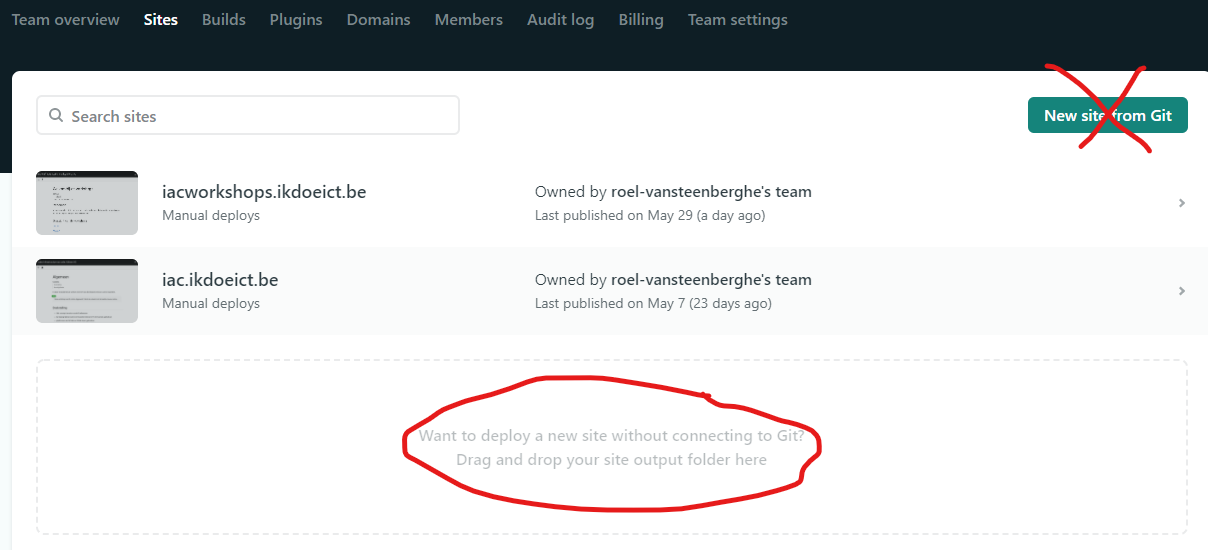 Team overview Sites Builds Plugins Domains Members Audit log Billing Team settings
Search sites New site from Git
iacworkshops.ikdoeict.be Owned by roel-vansteenberghe's team
Manual deploys Last published on May 29 (a day ago)
iac.ikdoeict.be Owned by roel-vansteenberghe's team
Manual deploys Last published on May 7 (23 days ago)
Want to deploy a new site without connecting to Git?
Drag and drop your site output folder here